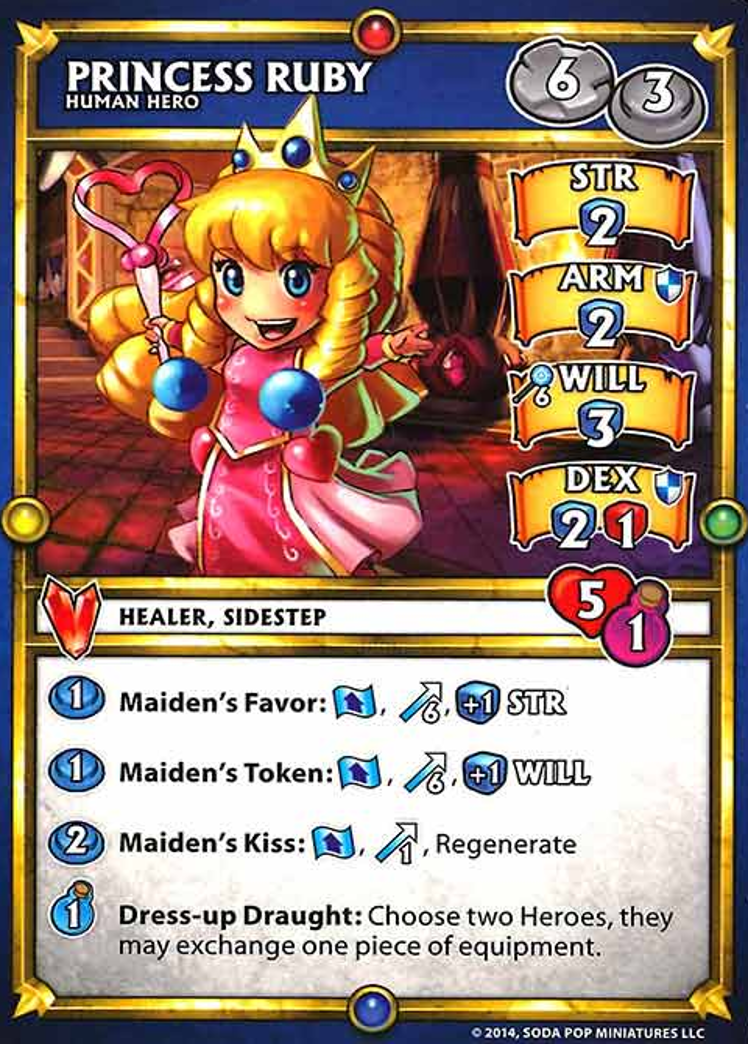 PRINCESS RUBY
HUMAN HERO
6 3
STR
2
ARM
2
6 WILL
3
DEX
2 1
HEALER, SIDESTEP
5 1
1 Maiden's Favor: , 6, +1 STR
1 Maiden's Token: , 6, +1 WILL
2 Maiden's Kiss: , 1, Regenerate
1 Dress-up Draught: Choose two Heroes, they
may exchange one piece of equipment.
© 2014, SODA POP MINIATURES LLC